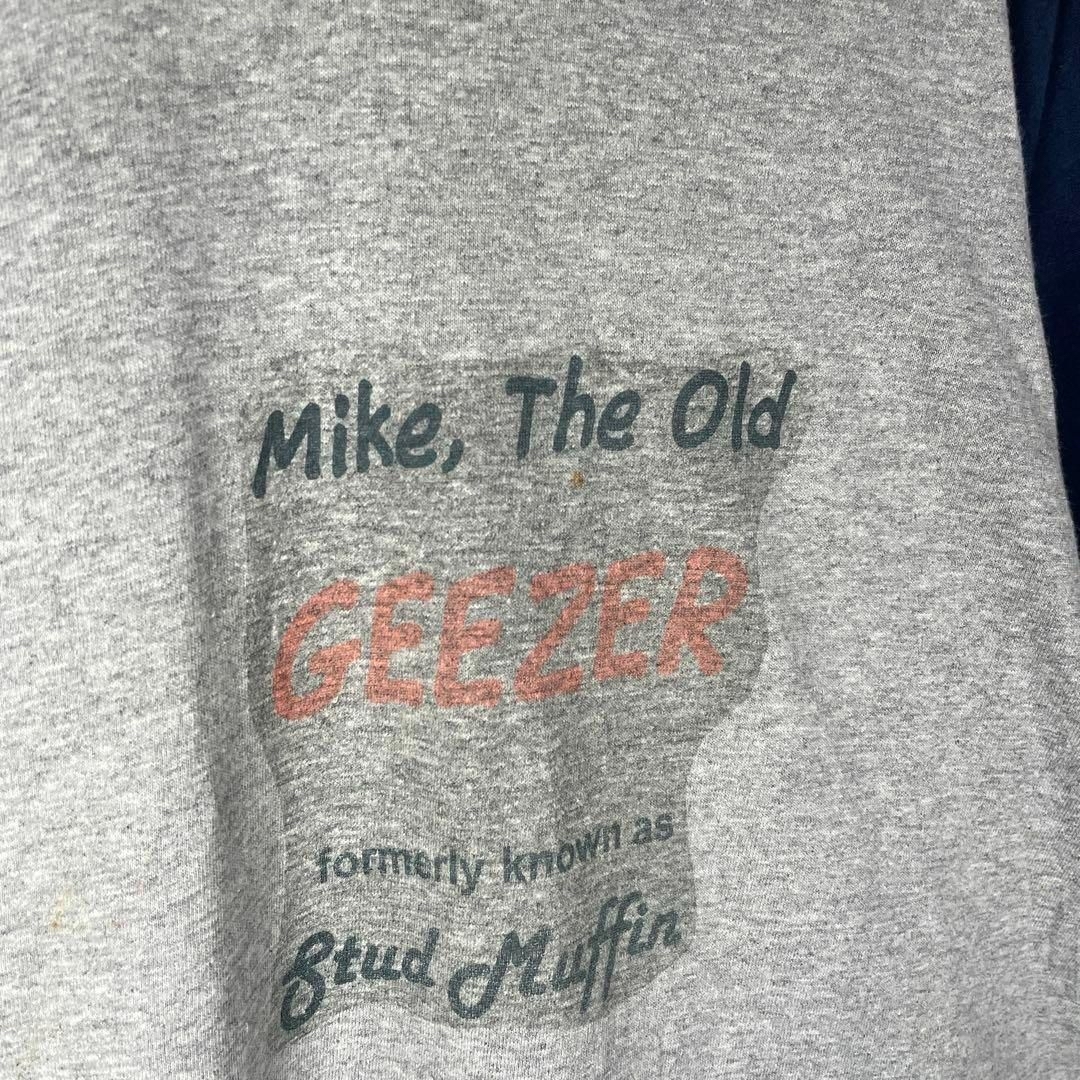 Mike, The Old
GEEZER
formerly known as
Stud Muffin